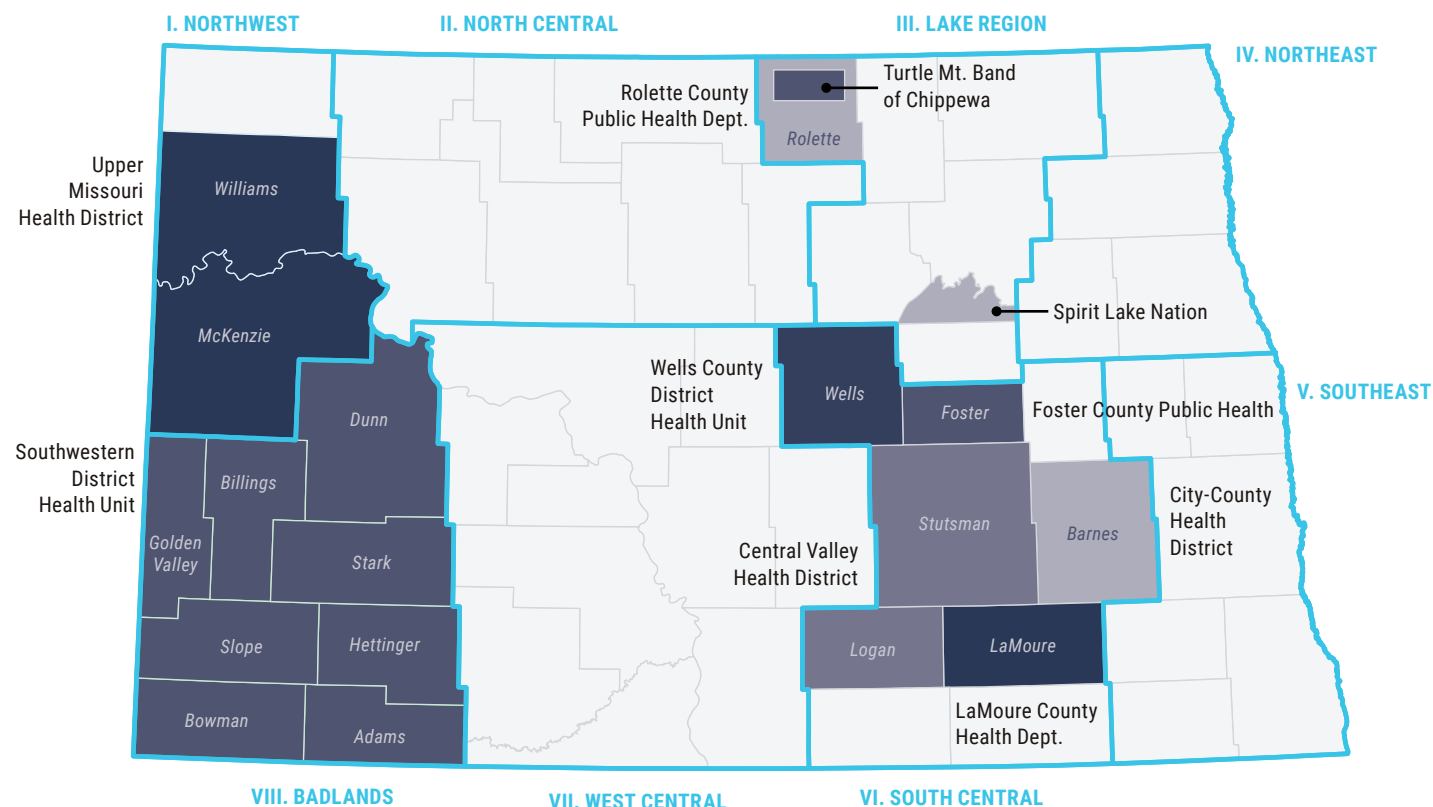 I. NORTHWEST
II. NORTH CENTRAL
III. LAKE REGION
IV. NORTHEAST
Turtle Mt. Band
of Chippewa
Rolette County
Public Health Dept.
Rolette
Upper
Missouri
Health District
Williams
McKenzie
Spirit Lake Nation
Wells County
District
Health Unit
Wells
Foster
Foster County Public Health
V. SOUTHEAST
Southwestern
District
Health Unit
Dunn
Billings
Golden
Valley
Stark
Slope
Hettinger
Bowman
Adams
Central Valley
Health District
Stutsman
Barnes
City-County
Health
District
Logan
LaMoure
LaMoure County
Health Dept.
VIII. BADLANDS
VII. WEST CENTRAL
VI. SOUTH CENTRAL